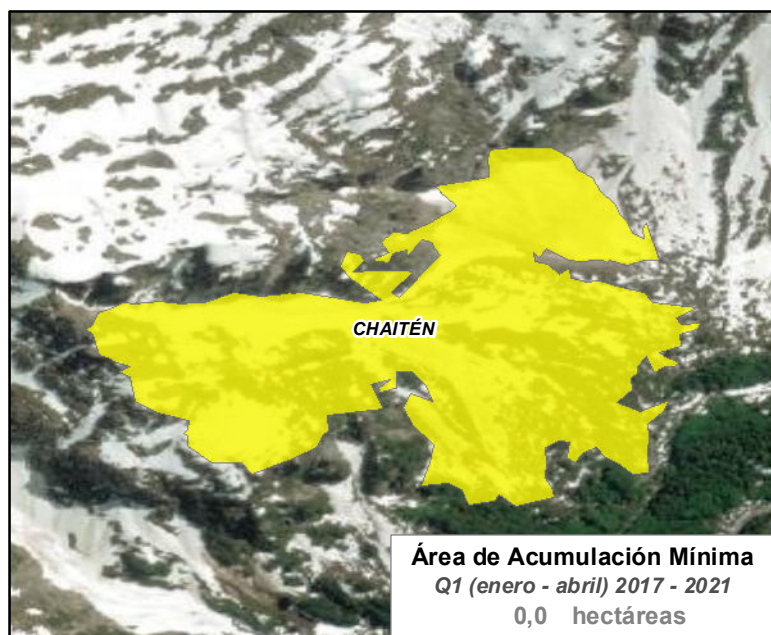 CHAITÉN
Área de Acumulación Mínima
Q1 (enero - abril) 2017 - 2021
0,0 hectáreas